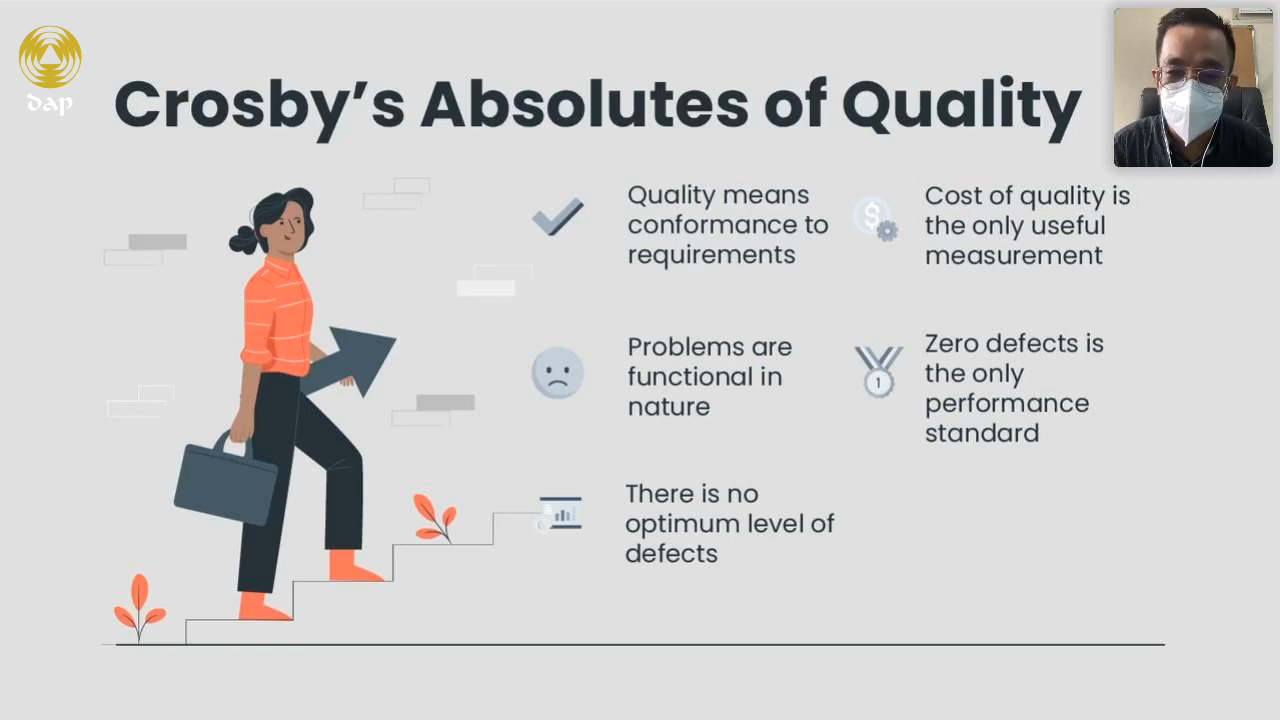 dap
Crosby’s Absolutes of Quality
Quality means
conformance to
requirements
Cost of quality is
the only useful
measurement
Problems are
functional in
nature
Zero defects is
the only
performance
standard
There is no
optimum level of
defects
$
1